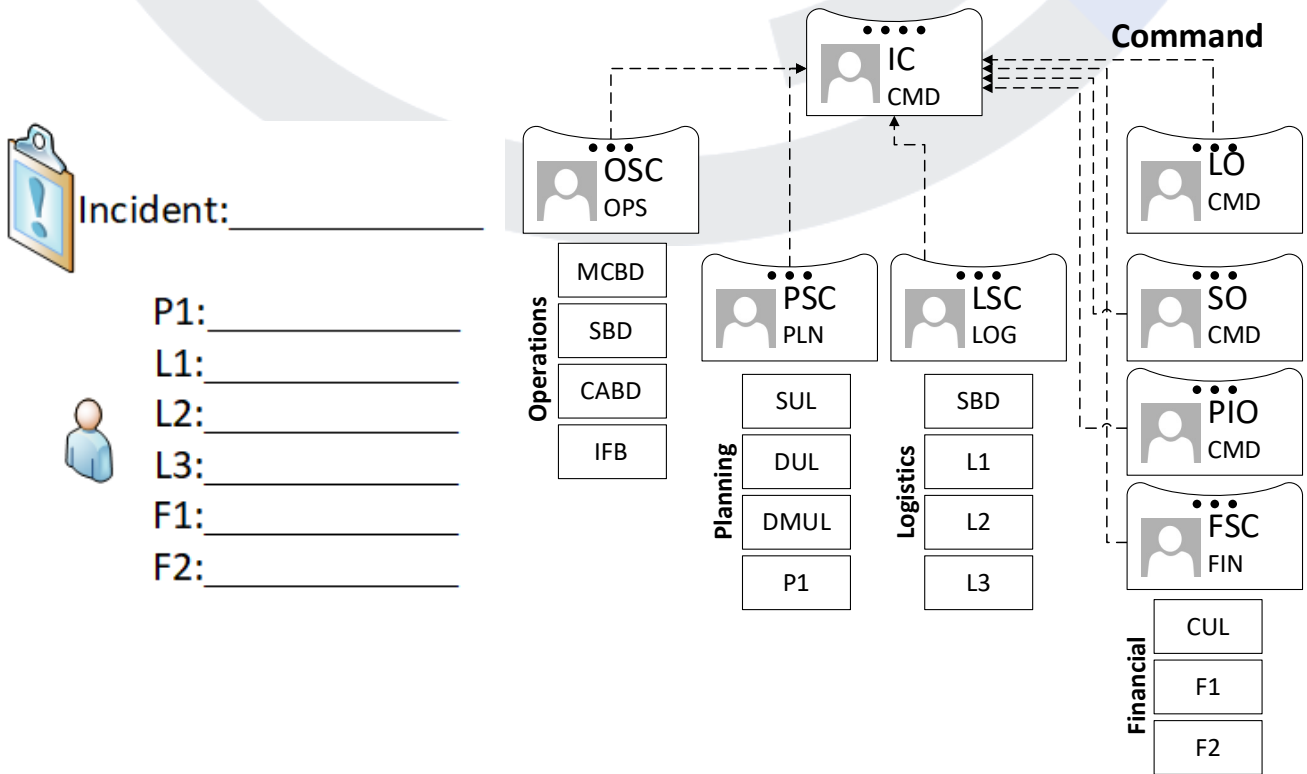 Command
IC
CMD
OSC
OPS
LO
CMD
Incident:
P1:
L1:
L2:
L3:
F1:
F2:
Operations
MCBD
SBD
CABD
IFB
PSC
PLN
Planning
SUL
DUL
DMUL
P1
LSC
LOG
Logistics
SBD
L1
L2
L3
SO
CMD
PIO
CMD
FSC
FIN
Financial
CUL
F1
F2